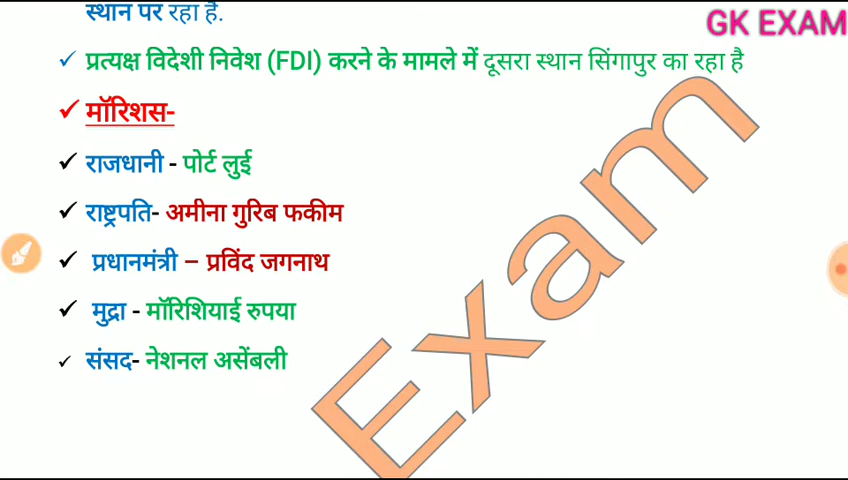 स्थान पर रहा है.
GK EXAM
प्रत्यक्ष विदेशी निवेश (FDI) करने के मामले में दूसरा स्थान सिंगापुर का रहा है
मॉरिशस-
राजधानी - पोर्ट लुई
राष्ट्रपति- अमीना गुरिब फकीम
प्रधानमंत्री – प्रविंद जगनाथ
मुद्रा - मॉरिशियाई रुपया
संसद- नेशनल असेंबली
Exam